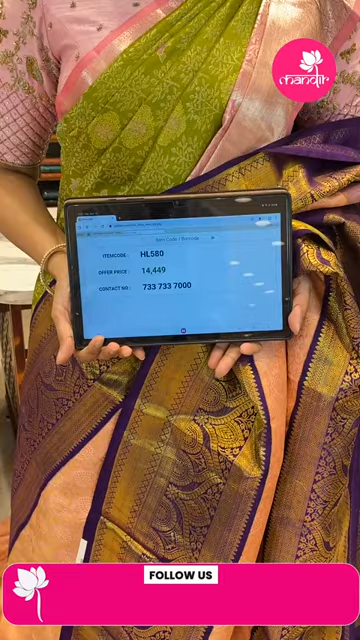 mandir
Item Code / Barcode
ITEMCODE : HL580
OFFER PRICE : 14,449
CONTACT NO : 733 733 7000
FOLLOW US